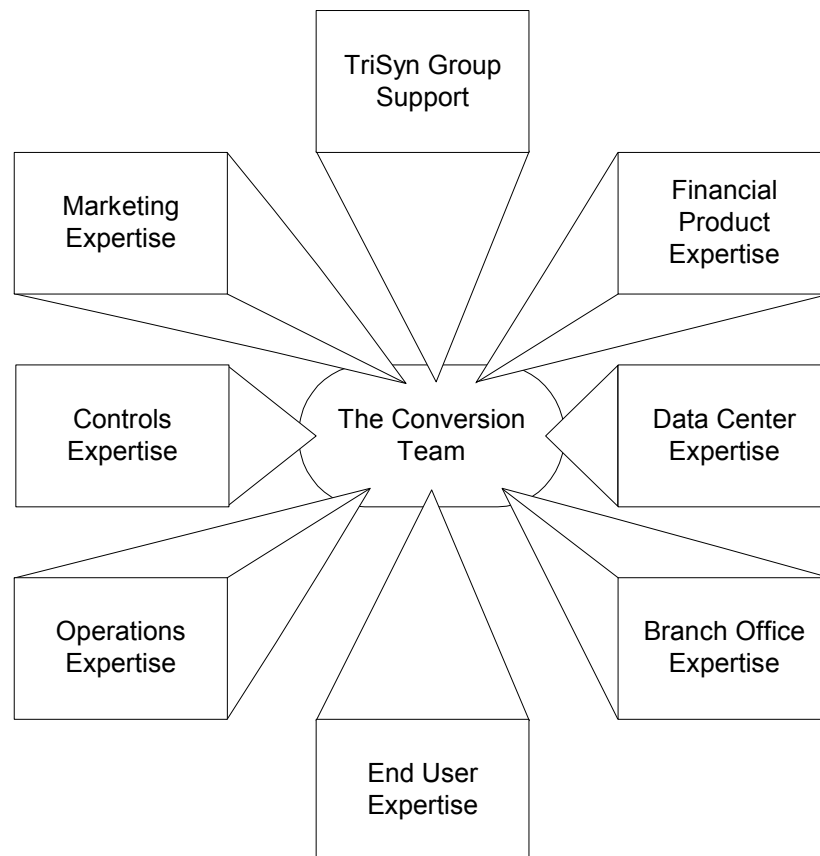 TriSyn Group
Support
Marketing
Expertise
Financial
Product
Expertise
Controls
Expertise
The Conversion
Team
Data Center
Expertise
Operations
Expertise
Branch Office
Expertise
End User
Expertise